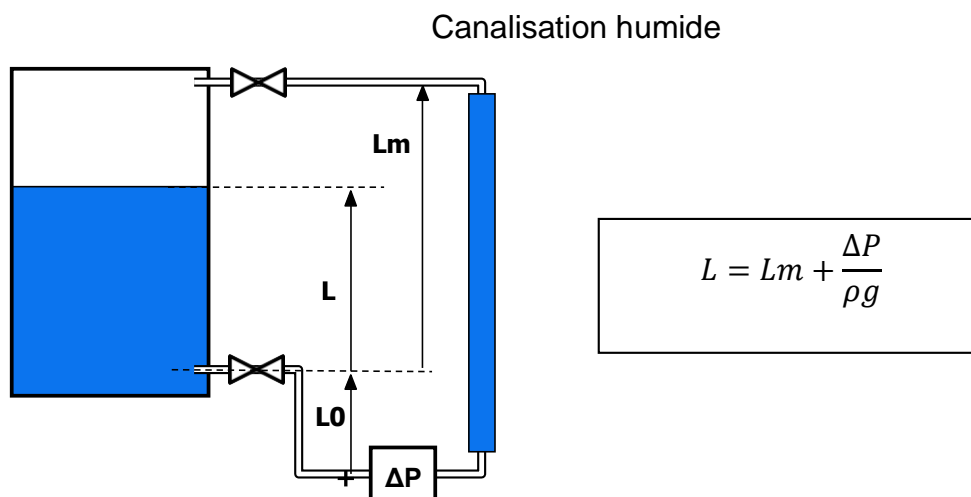 Canalisation humide
Lm
L
L0
+
ΔP
L = Lm + ΔP/ρg